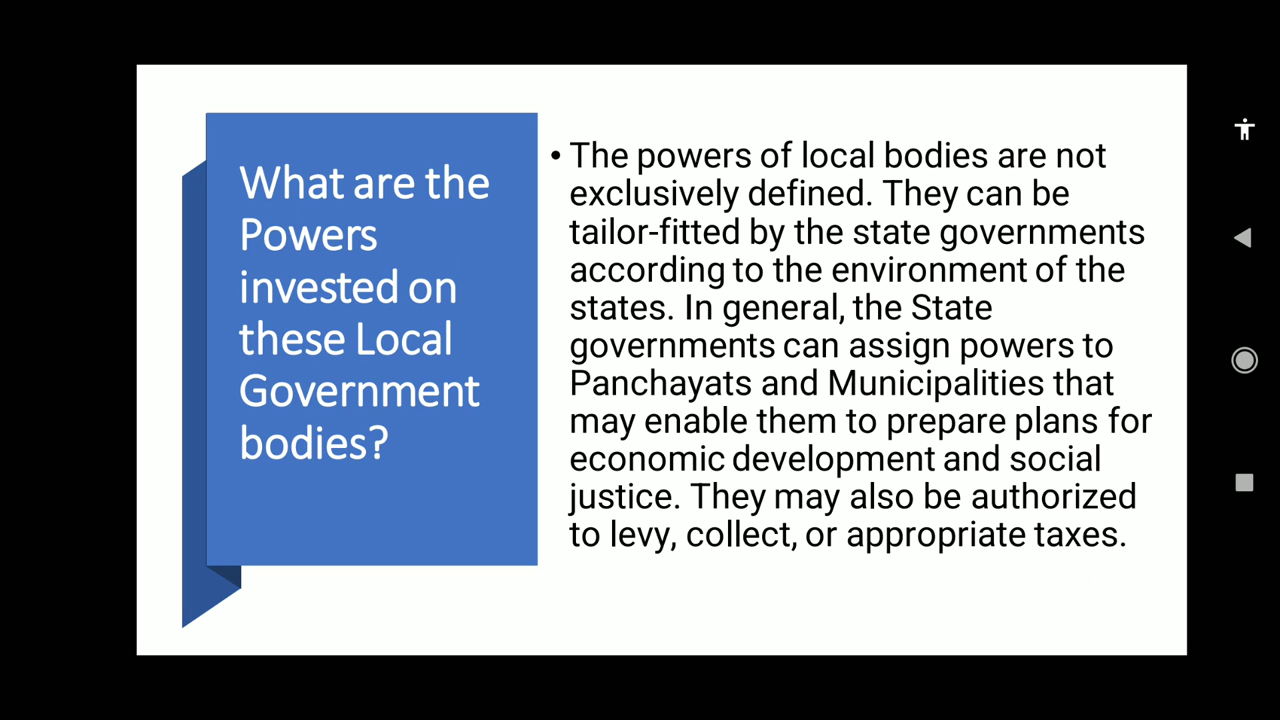 What are the
Powers
invested on
these Local
Government
bodies?
• The powers of local bodies are not
exclusively defined. They can be
tailor-fitted by the state governments
according to the environment of the
states. In general, the State
governments can assign powers to
Panchayats and Municipalities that
may enable them to prepare plans for
economic development and social
justice. They may also be authorized
to levy, collect, or appropriate taxes.